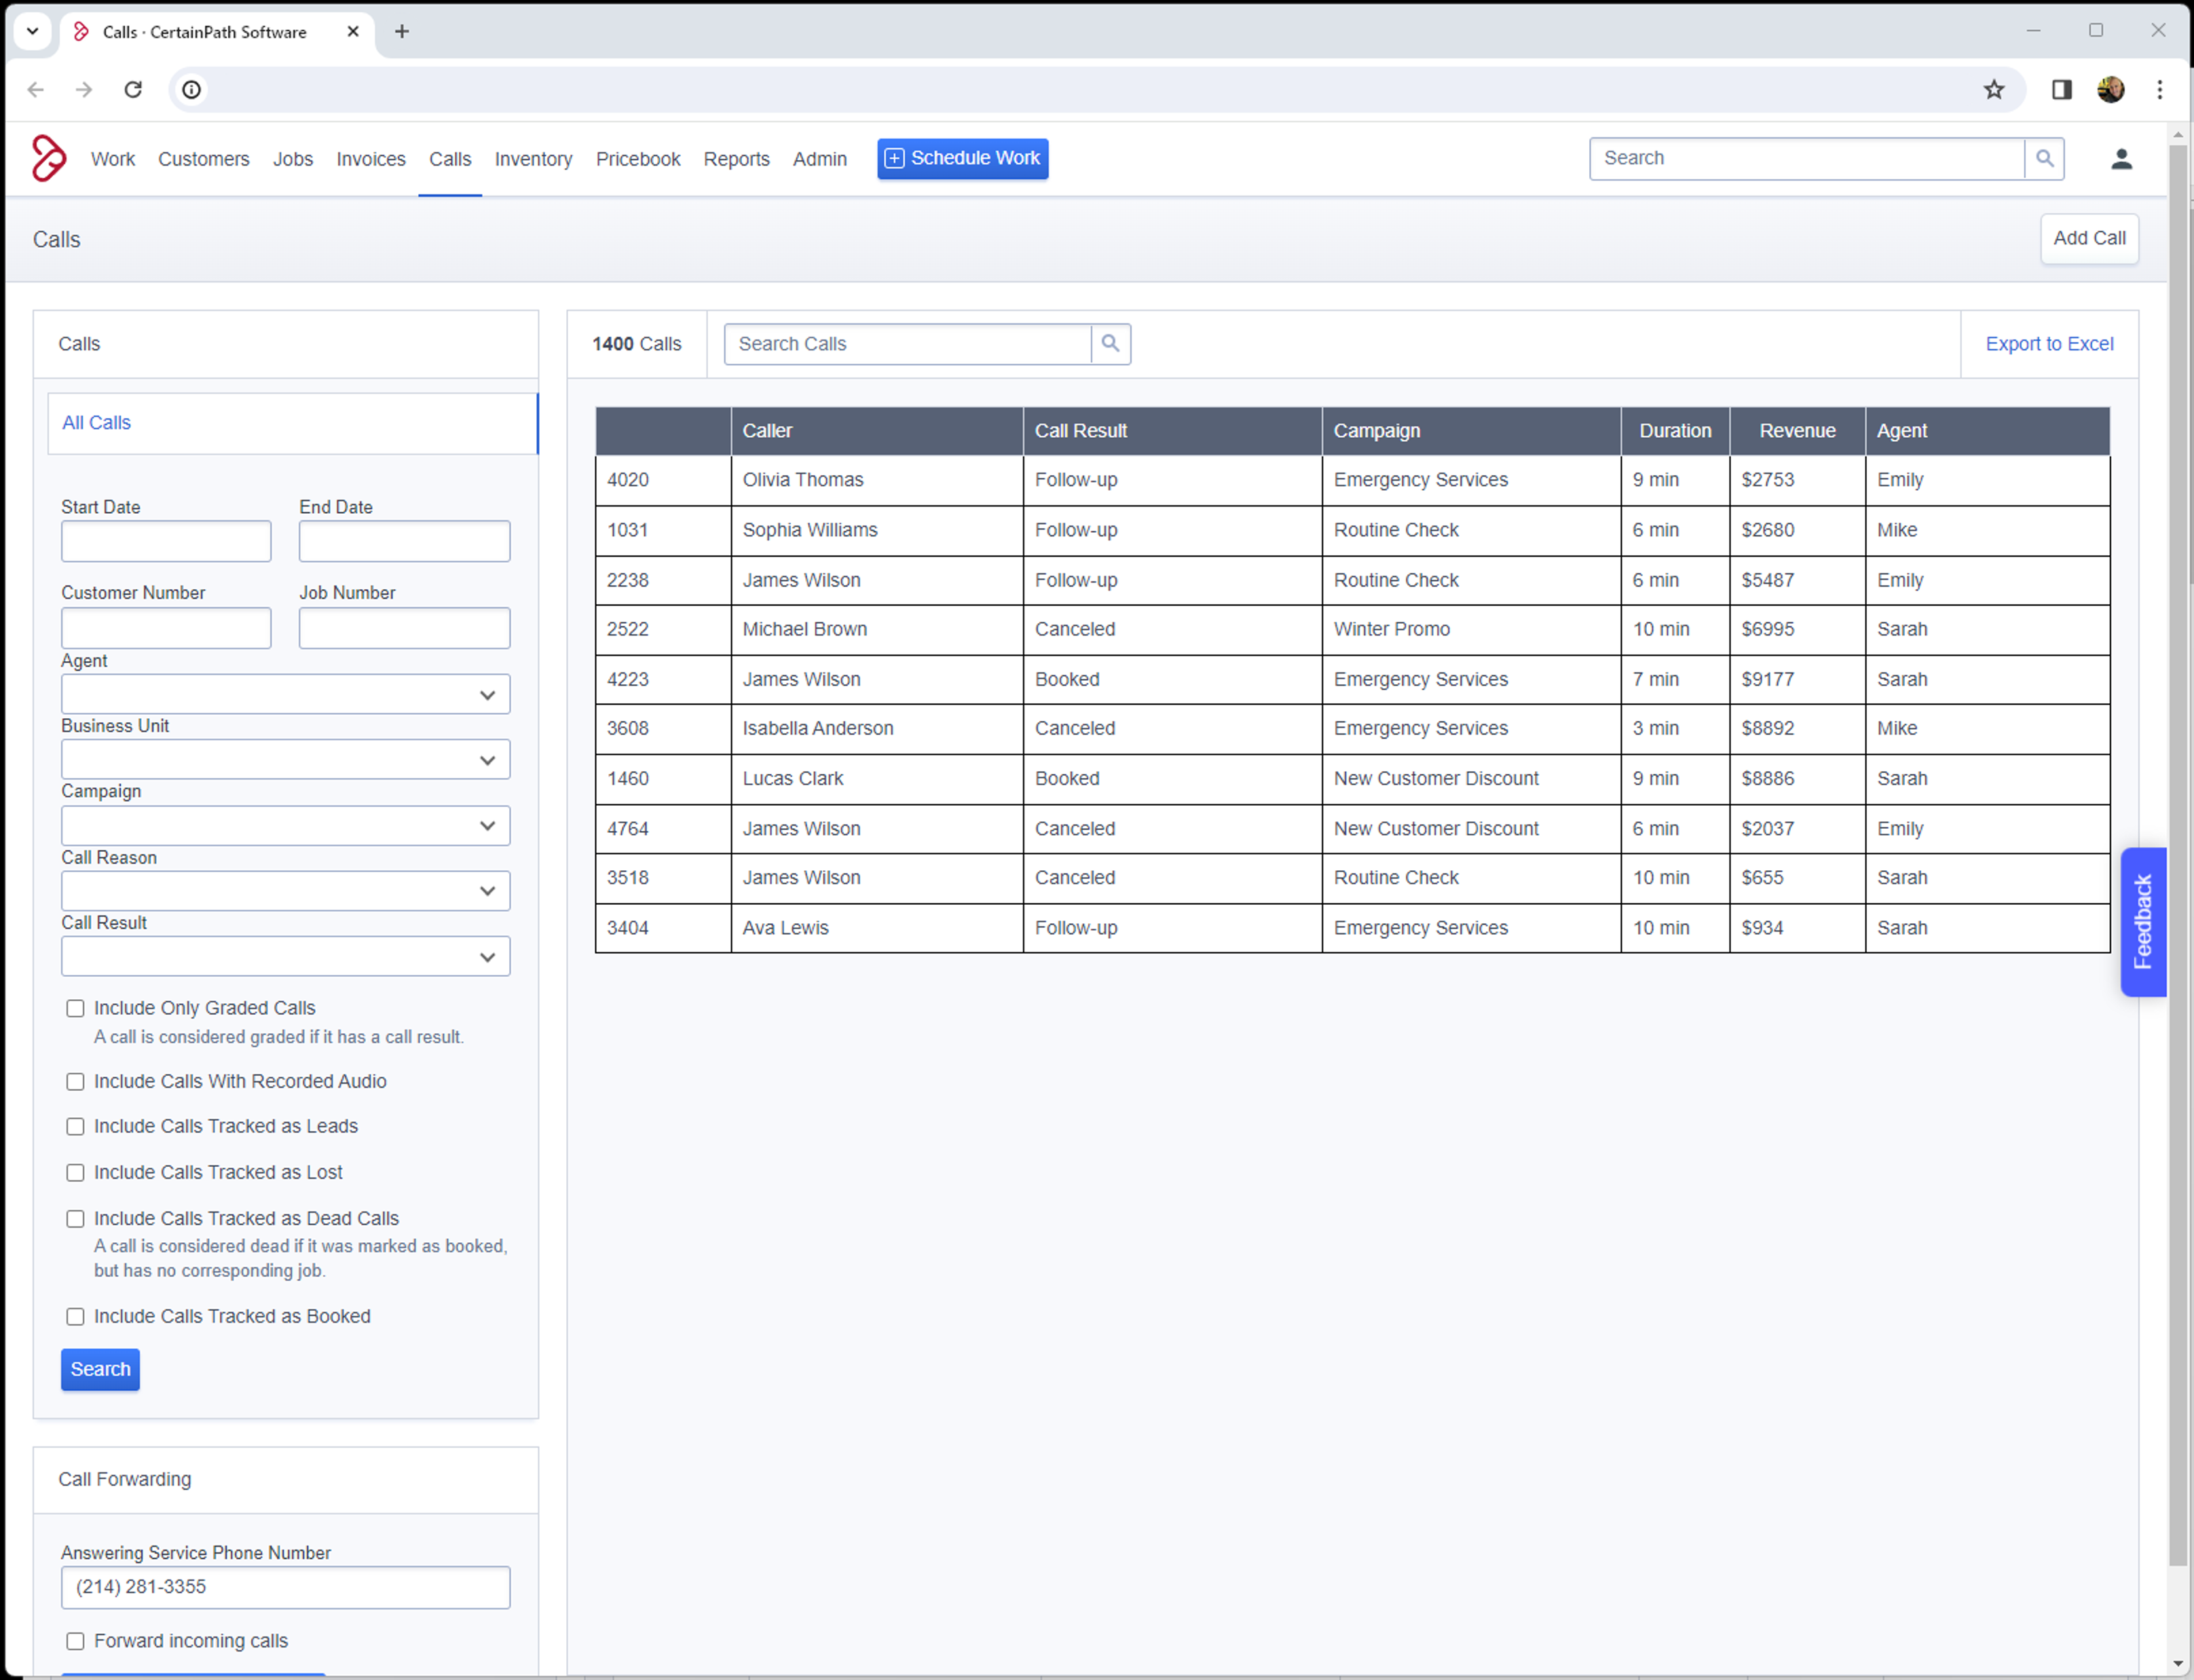 Calls · CertainPath Software
Work Customers Jobs Invoices Calls Inventory Pricebook Reports Admin Schedule Work Search
Calls Add Call
Calls
All Calls
Start Date End Date
Customer Number Job Number
Agent
Business Unit
Campaign
Call Reason
Call Result
Include Only Graded Calls
A call is considered graded if it has a call result.
Include Calls With Recorded Audio
Include Calls Tracked as Leads
Include Calls Tracked as Lost
Include Calls Tracked as Dead Calls
A call is considered dead if it was marked as booked,
but has no corresponding job.
Include Calls Tracked as Booked
Search
Call Forwarding
Answering Service Phone Number
(214) 281-3355
Forward incoming calls
1400 Calls Search Calls Export to Excel
Caller Call Result Campaign Duration Revenue Agent
4020 Olivia Thomas Follow-up Emergency Services 9 min $2753 Emily
1031 Sophia Williams Follow-up Routine Check 6 min $2680 Mike
2238 James Wilson Follow-up Routine Check 6 min $5487 Emily
2522 Michael Brown Canceled Winter Promo 10 min $6995 Sarah
4223 James Wilson Booked Emergency Services 7 min $9177 Sarah
3608 Isabella Anderson Canceled Emergency Services 3 min $8892 Mike
1460 Lucas Clark Booked New Customer Discount 9 min $8886 Sarah
4764 James Wilson Canceled New Customer Discount 6 min $2037 Emily
3518 James Wilson Canceled Routine Check 10 min $655 Sarah
3404 Ava Lewis Follow-up Emergency Services 10 min $934 Sarah
Feedback